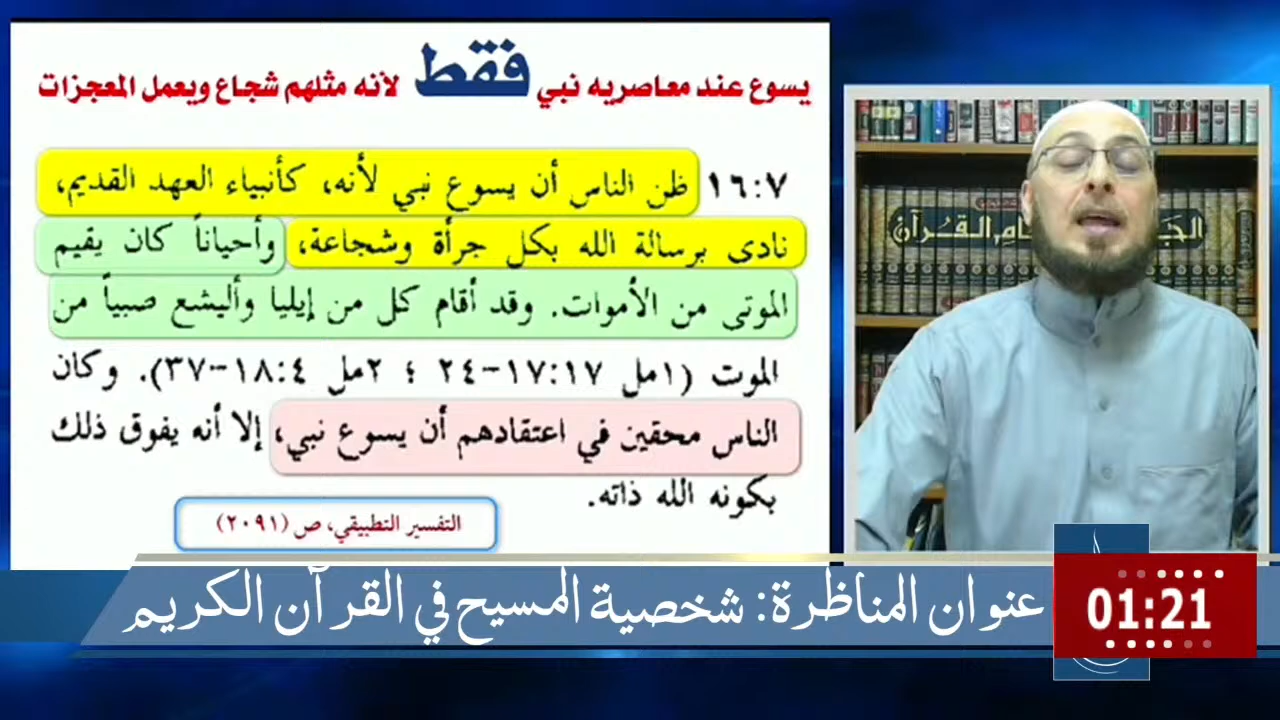 يسوع عند معاصريه نبي فقط لأنه مثلهم شجاع ويعمل المعجزات
١٦:٧ ظن الناس أن يسوع نبي لأنه، كأنبياء العهد القديم،
نادى برسالة الله بكل جرأة وشجاعة، وأحياناً كان يقيم
الموتى من الأموات. وقد أقام كل من إيليا وأليشع صبياً من
الموت (١مل ١٧:١٧-٢٤ ؛ ٢مل ١٨:٤-٣٧). وكان
الناس محقين في اعتقادهم أن يسوع نبي، إلا أنه يفوق ذلك
بكونه الله ذاته.
التفسير التطبيقي، ص (٢٠٩١)
القرآن
عنوان المناظرة: شخصية المسيح في القرآن الكريم
01:21